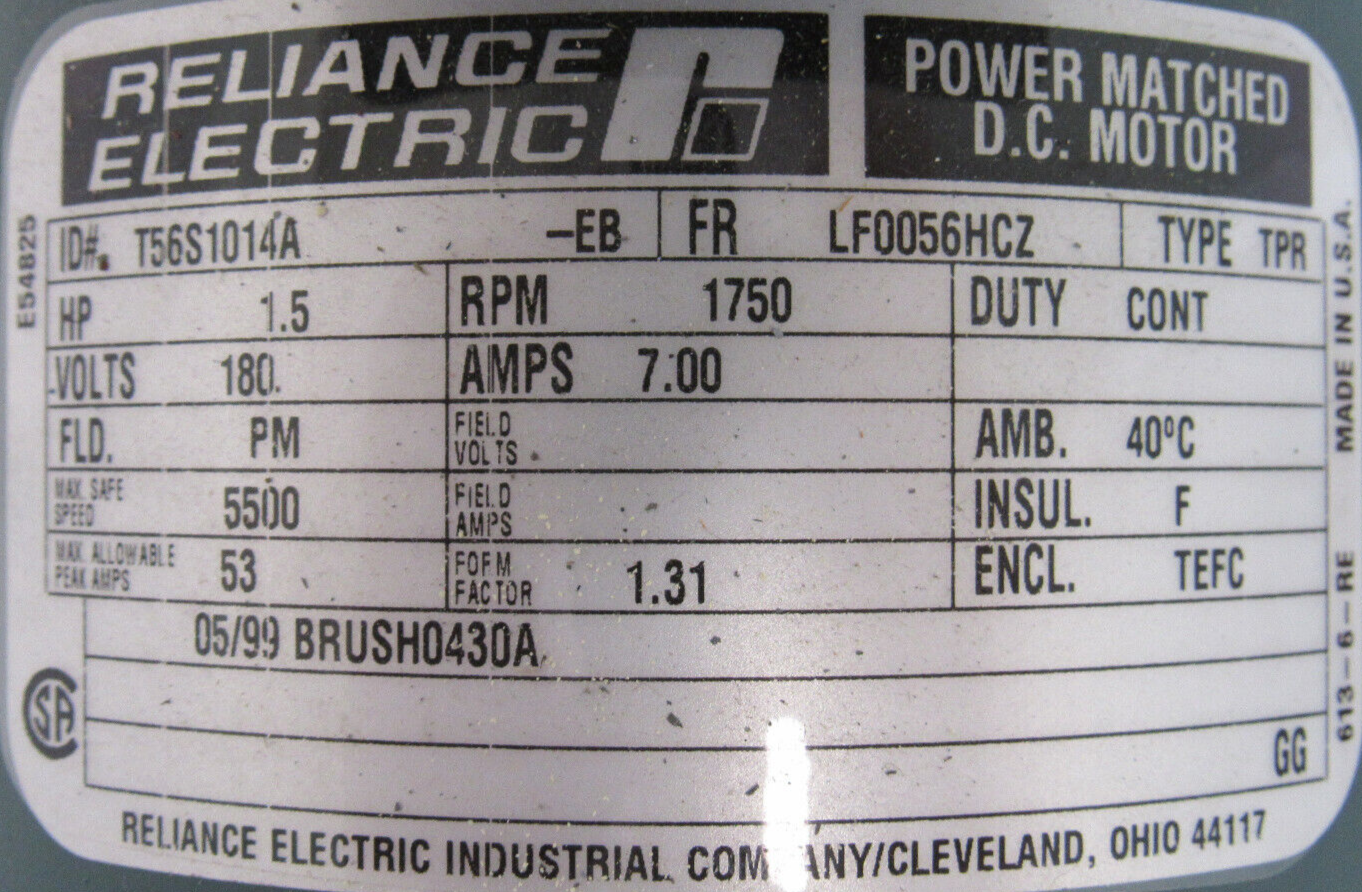 RELIANCE
ELECTRIC
POWER MATCHED
D.C. MOTOR
ID#. T56S1014A -EB FR LF0056HCZ TYPE TPR
HP 1.5 RPM 1750 DUTY CONT
VOLTS 180. AMPS 7.00
FLD. PM FIELD VOLTS AMB. 40ºC
MAX. SAFE SPEED 5500 FIELD AMPS INSUL. F
MAX. ALLOWABLE PEAK AMPS 53 FORM FACTOR 1.31 ENCL. TEFC
05/99 BRUSH0430A
GG
RELIANCE ELECTRIC INDUSTRIAL COMPANY/CLEVELAND, OHIO 44117
E54825
SA
613-6-RE MADE IN U.S.A.